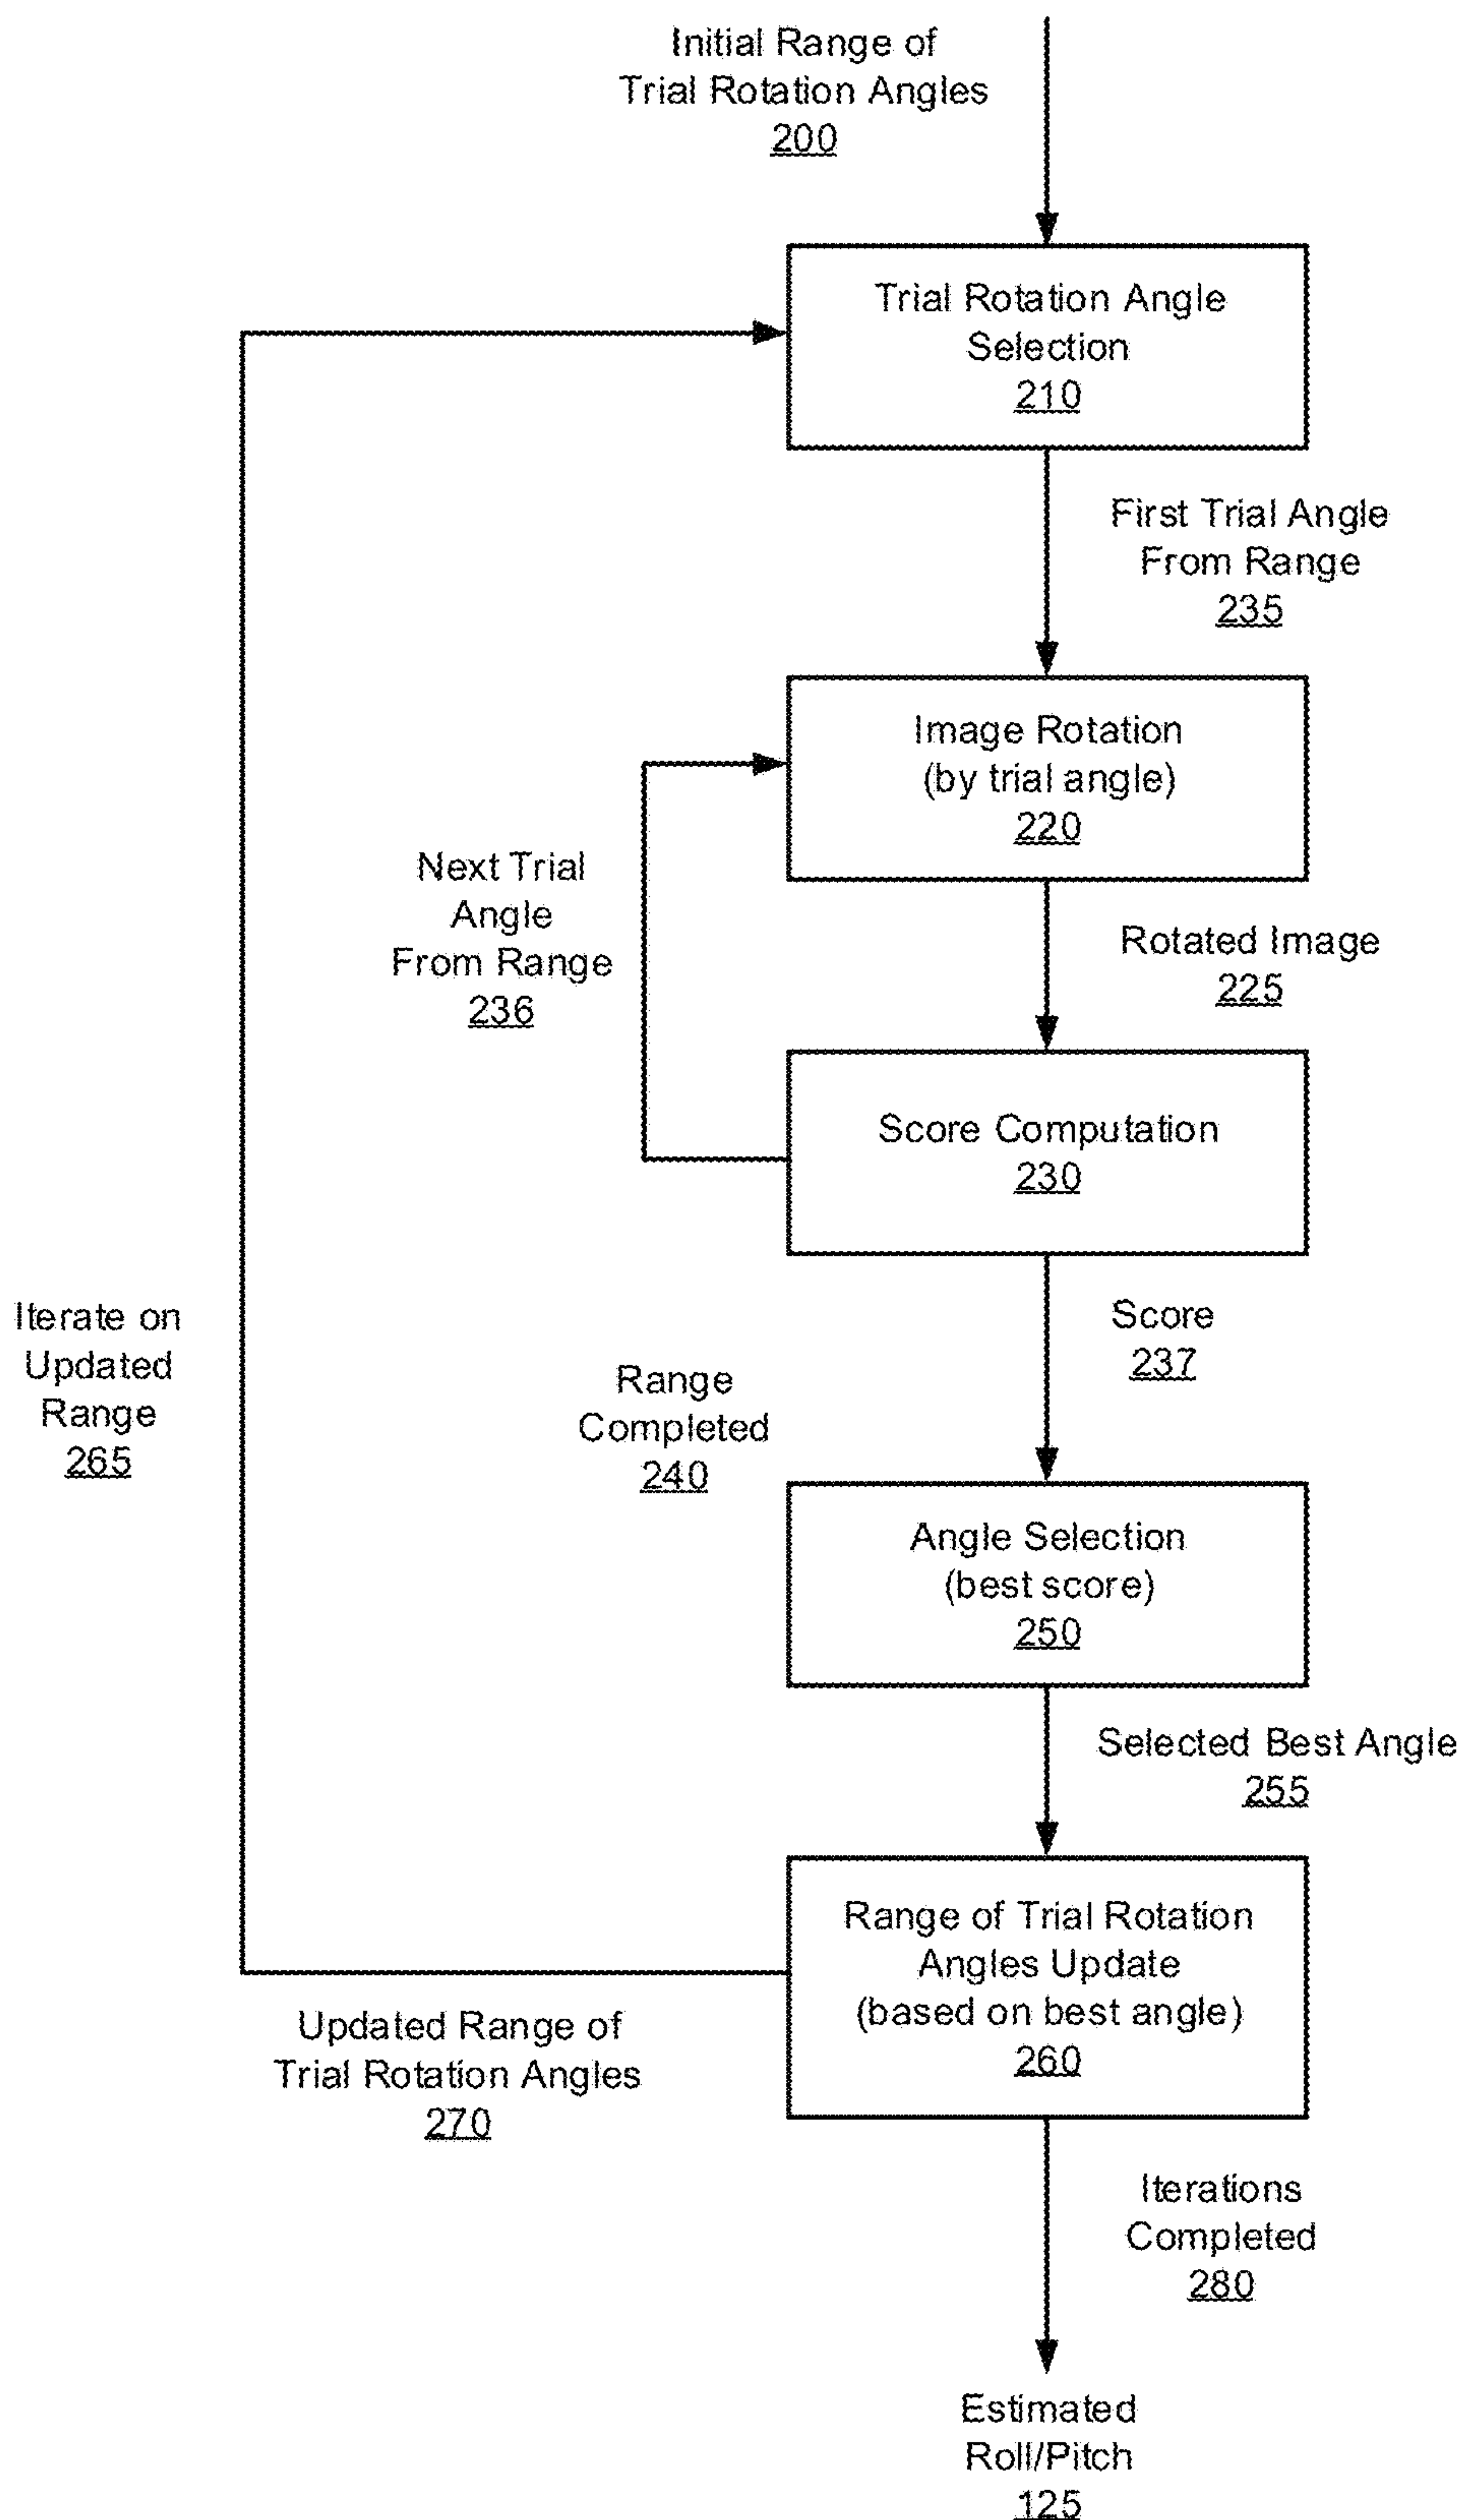 Initial Range of
Trial Rotation Angles
200
Trial Rotation Angle
Selection
210
First Trial Angle
From Range
235
Image Rotation
(by trial angle)
220
Next Trial
Angle
From Range
236
Rotated Image
225
Score Computation
230
Score
237
Iterate on
Updated
Range
265
Range
Completed
240
Angle Selection
(best score)
250
Selected Best Angle
255
Range of Trial Rotation
Angles Update
(based on best angle)
260
Updated Range of
Trial Rotation Angles
270
Iterations
Completed
280
Estimated
Roll/Pitch
125